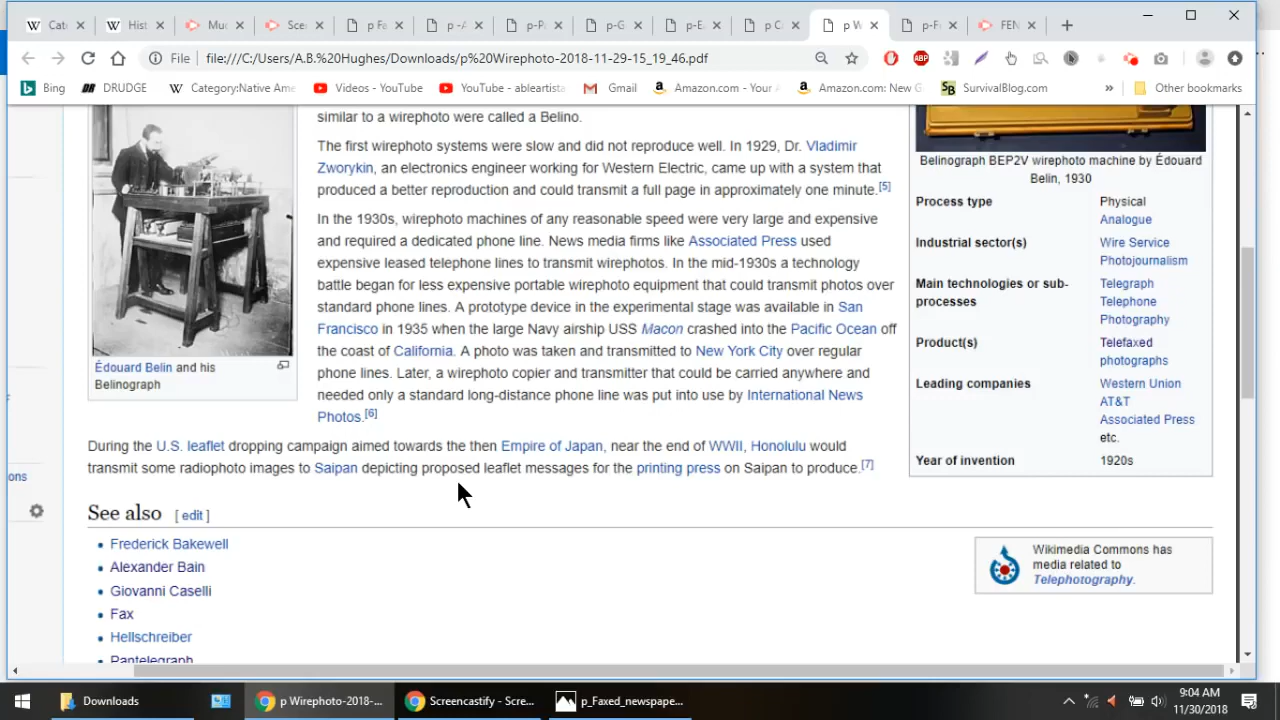 Cate
Hist
Muc
Sce
p Fa
p -A
p-Pa
p-G
p-E
p C
p W
p-F
FEN
File
file:///C:/Users/A.B.%20Hughes/Downloads/p%20Wirephoto-2018-11-29-15_19_46.pdf
ABP
Bing
DRUDGE
Category:Native Ame
Videos - YouTube
YouTube - ableartista
Gmail
Amazon.com - Your A
Amazon.com: New G
SurvivalBlog.com
»
Other bookmarks
similar to a wirephoto were called a Belino.
The first wirephoto systems were slow and did not reproduce well. In 1929, Dr. Vladimir
Zworykin, an electronics engineer working for Western Electric, came up with a system that
produced a better reproduction and could transmit a full page in approximately one minute.[5]
In the 1930s, wirephoto machines of any reasonable speed were very large and expensive
and required a dedicated phone line. News media firms like Associated Press used
expensive leased telephone lines to transmit wirephotos. In the mid-1930s a technology
battle began for less expensive portable wirephoto equipment that could transmit photos over
standard phone lines. A prototype device in the experimental stage was available in San
Francisco in 1935 when the large Navy airship USS Macon crashed into the Pacific Ocean off
the coast of California. A photo was taken and transmitted to New York City over regular
phone lines. Later, a wirephoto copier and transmitter that could be carried anywhere and
needed only a standard long-distance phone line was put into use by International News
Photos.[6]
Édouard Belin and his
Belinograph
During the U.S. leaflet dropping campaign aimed towards the then Empire of Japan, near the end of WWII, Honolulu would
transmit some radiophoto images to Saipan depicting proposed leaflet messages for the printing press on Saipan to produce.[7]
Belinograph BEP2V wirephoto machine by Édouard
Belin, 1930
Process type Physical
Analogue
Industrial sector(s) Wire Service
Photojournalism
Main technologies or sub-
processes
Telegraph
Telephone
Photography
Product(s) Telefaxed
photographs
Leading companies Western Union
AT&T
Associated Press
etc.
Year of invention 1920s
ons
See also [ edit ]
Frederick Bakewell
Alexander Bain
Giovanni Caselli
Fax
Hellschreiber
Pantelegraph
Wikimedia Commons has
media related to
Telephotography.
Downloads
p Wirephoto-2018-...
Screencastify - Scre...
p_Faxed_newspape...
9:04 AM
11/30/2018